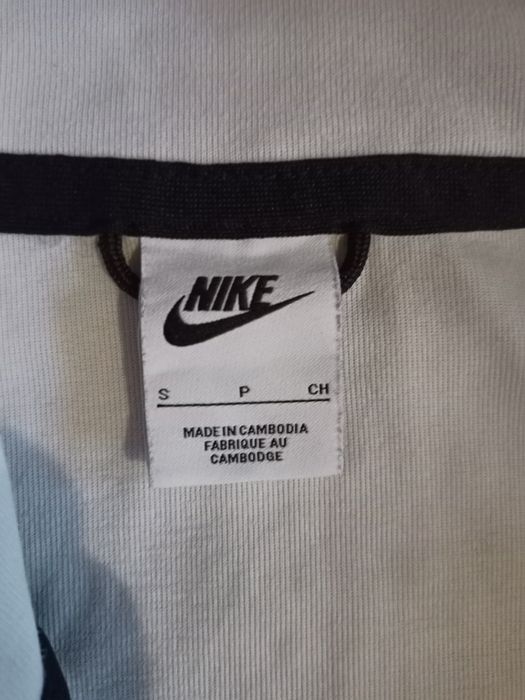 NIKE
S P CH
MADE IN CAMBODIA
FABRIQUE AU
CAMBODGE